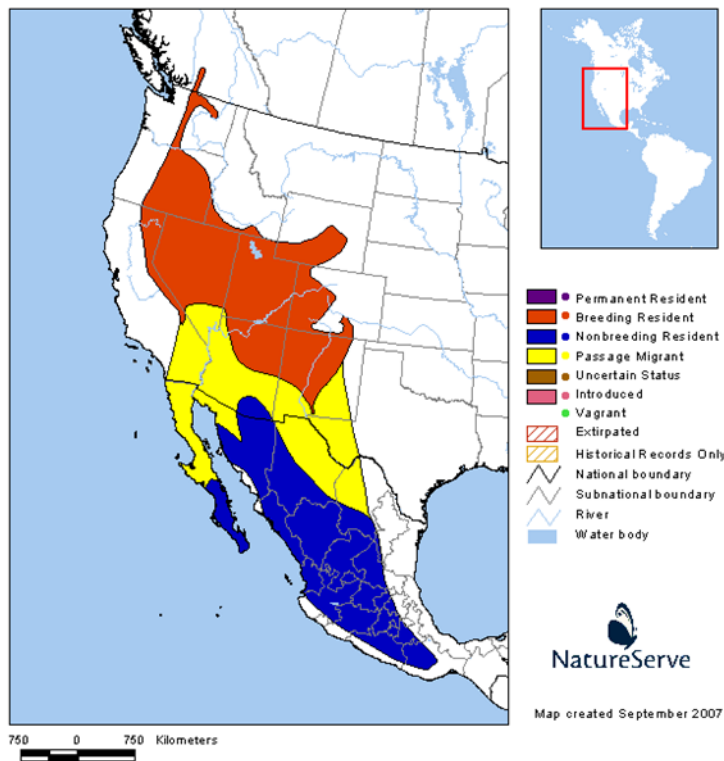 Permanent Resident
Breeding Resident
Nonbreeding Resident
Passage Migrant
Uncertain Status
Introduced
Vagrant
Extirpated
Historical Records Only
National boundary
Subnational boundary
River
Water body
NatureServe
Map created September 2007
750 0 750 Kilometers